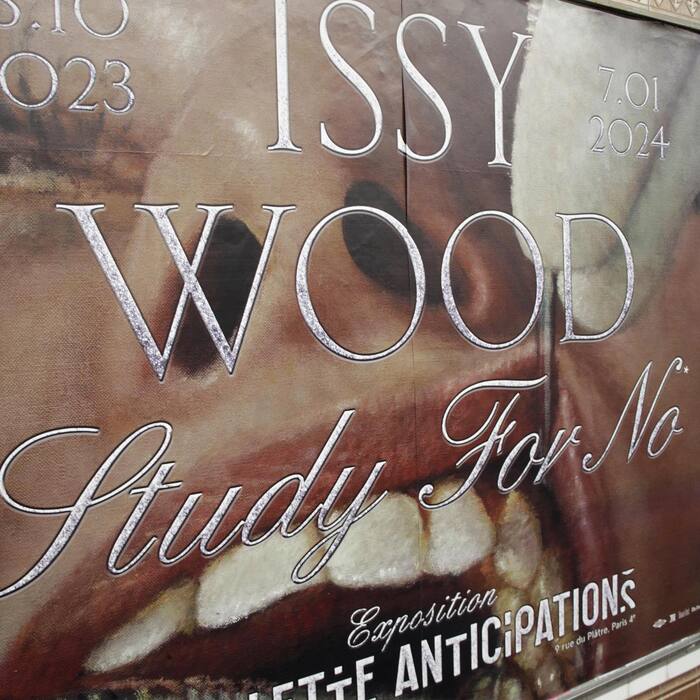 ISSY
7.01
2024
WOOD
Study For No*
Exposition
ANTICIPATIONS
9 rue du Plâtre, Paris 4e